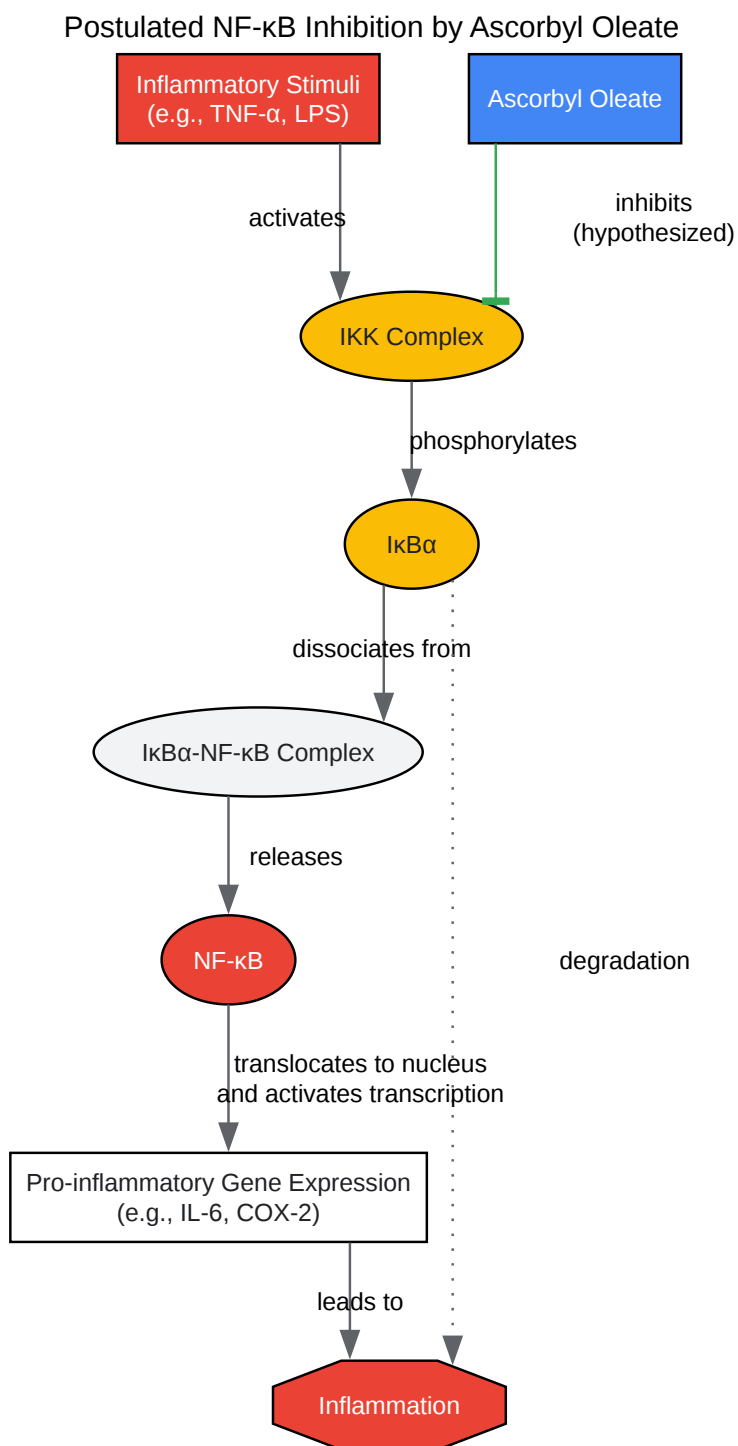 Postulated NF-κB Inhibition by Ascorbyl Oleate
Inflammatory Stimuli
(e.g., TNF-α, LPS)
Ascorbyl Oleate
activates
inhibits
(hypothesized)
IKK Complex
phosphorylates
IκBα
dissociates from
IκBα-NF-κB Complex
releases
NF-κB
degradation
translocates to nucleus
and activates transcription
Pro-inflammatory Gene Expression
(e.g., IL-6, COX-2)
leads to
Inflammation